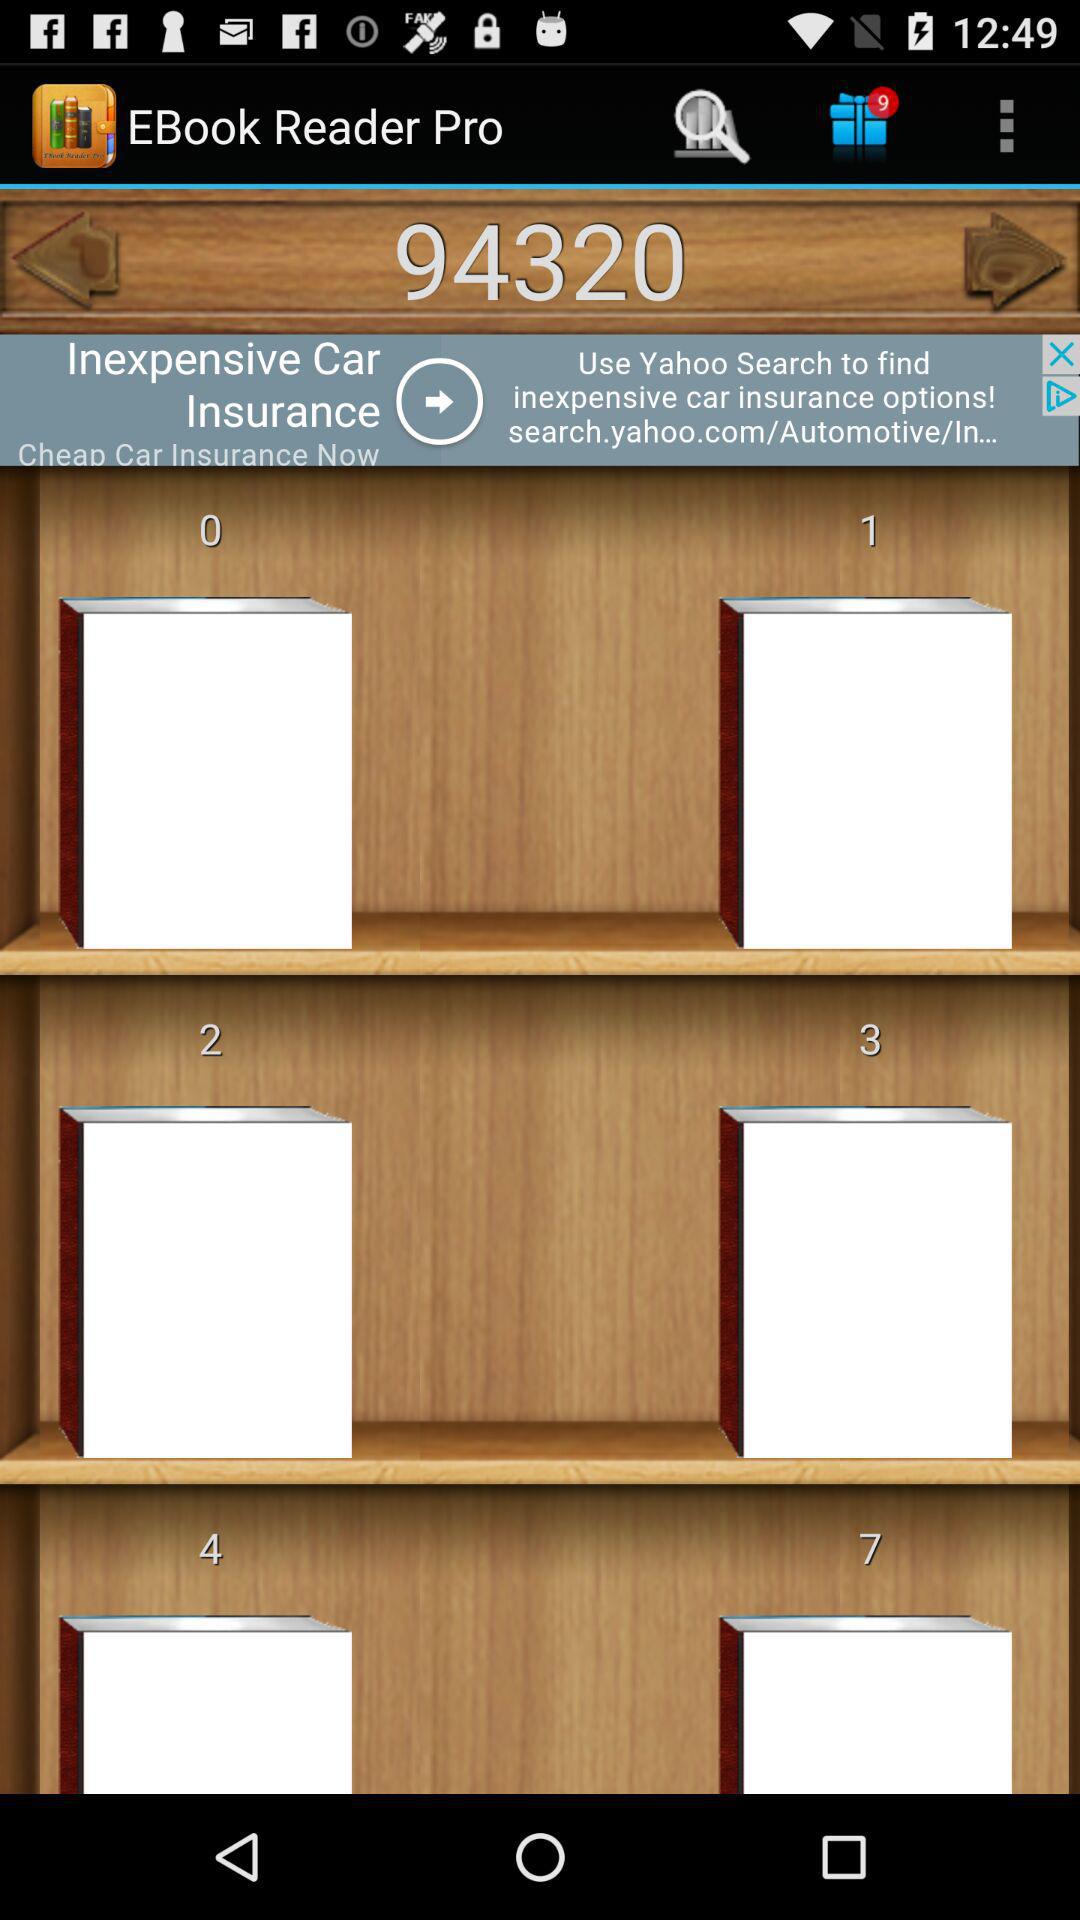 FAKE
12:49
EBook Reader Pro
9
94320
Inexpensive Car
Insurance
Cheap Car Insurance Now
Use Yahoo Search to find
inexpensive car insurance options!
search.yahoo.com/Automotive/In...
0
1
2
3
4
7